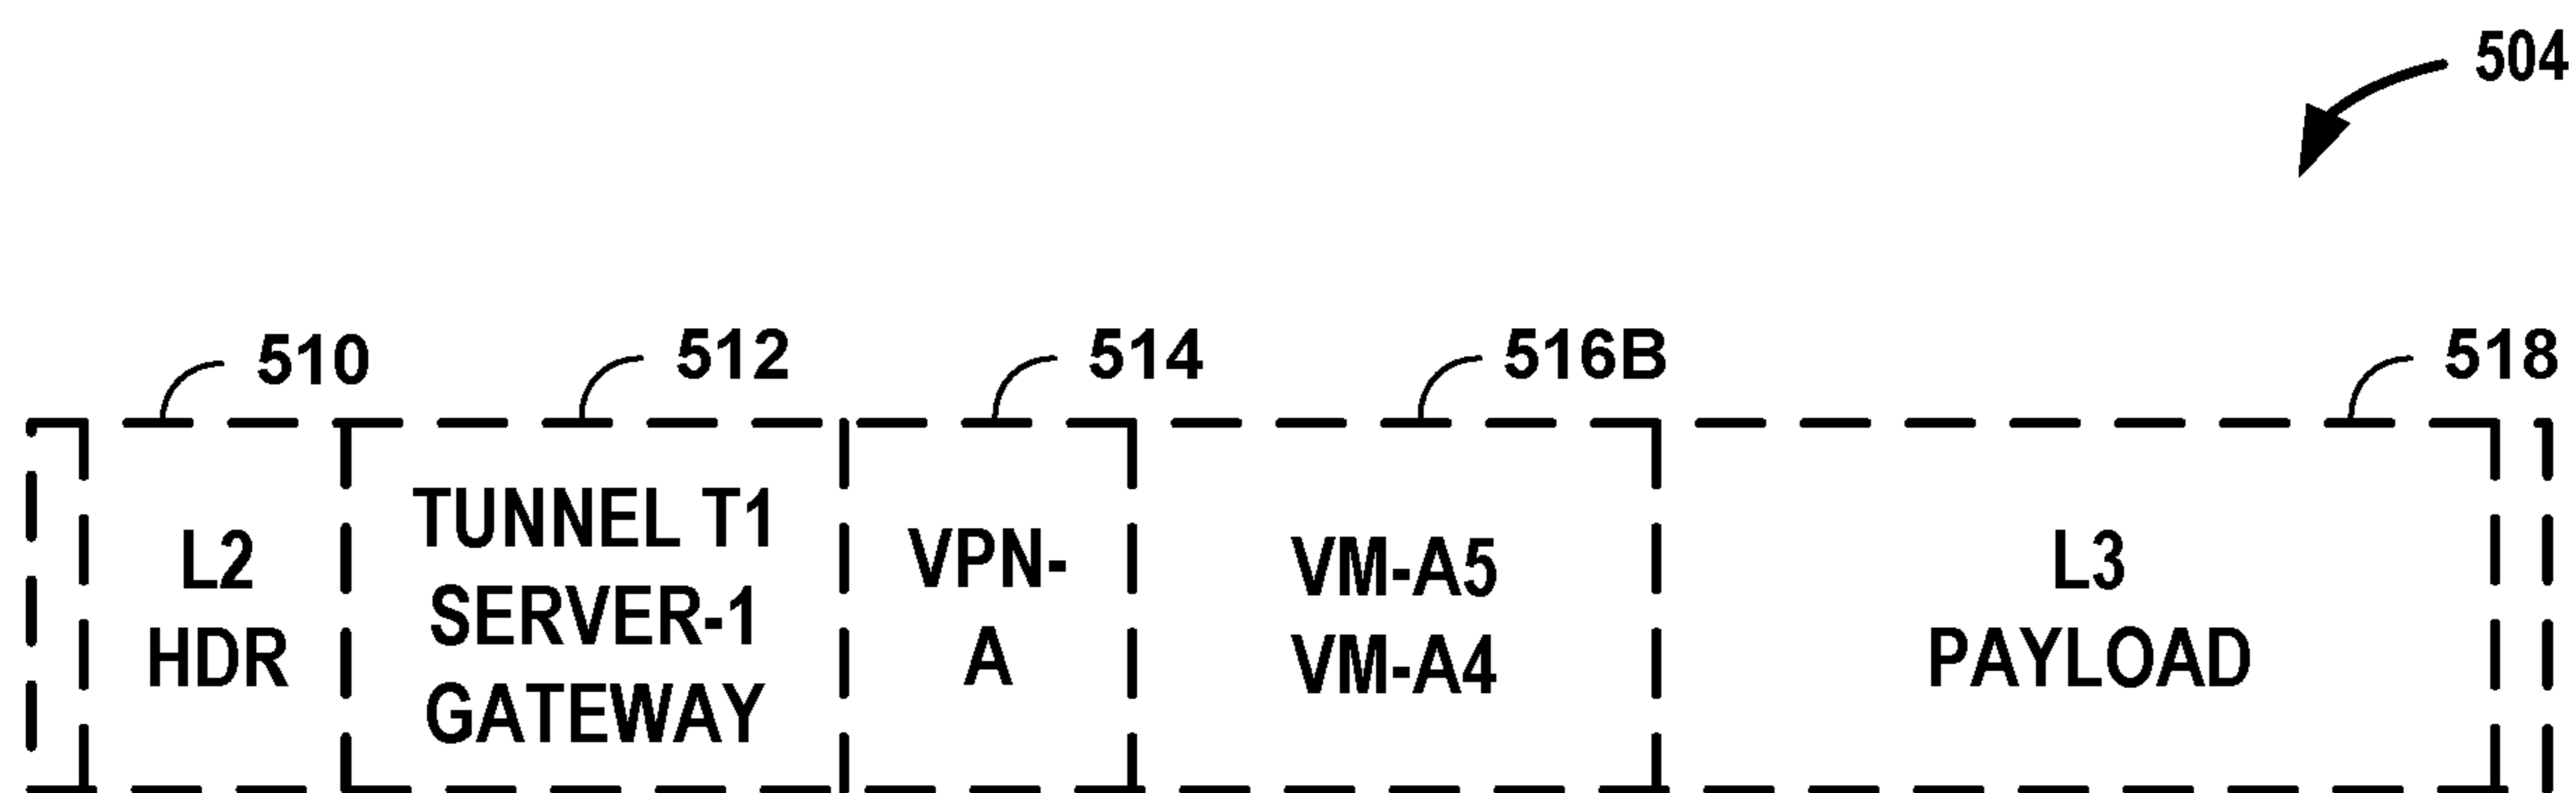 504
510
512
514
516B
518
L2
HDR
TUNNEL T1
SERVER-1
GATEWAY
VPN-
A
VM-A5
VM-A4
L3
PAYLOAD